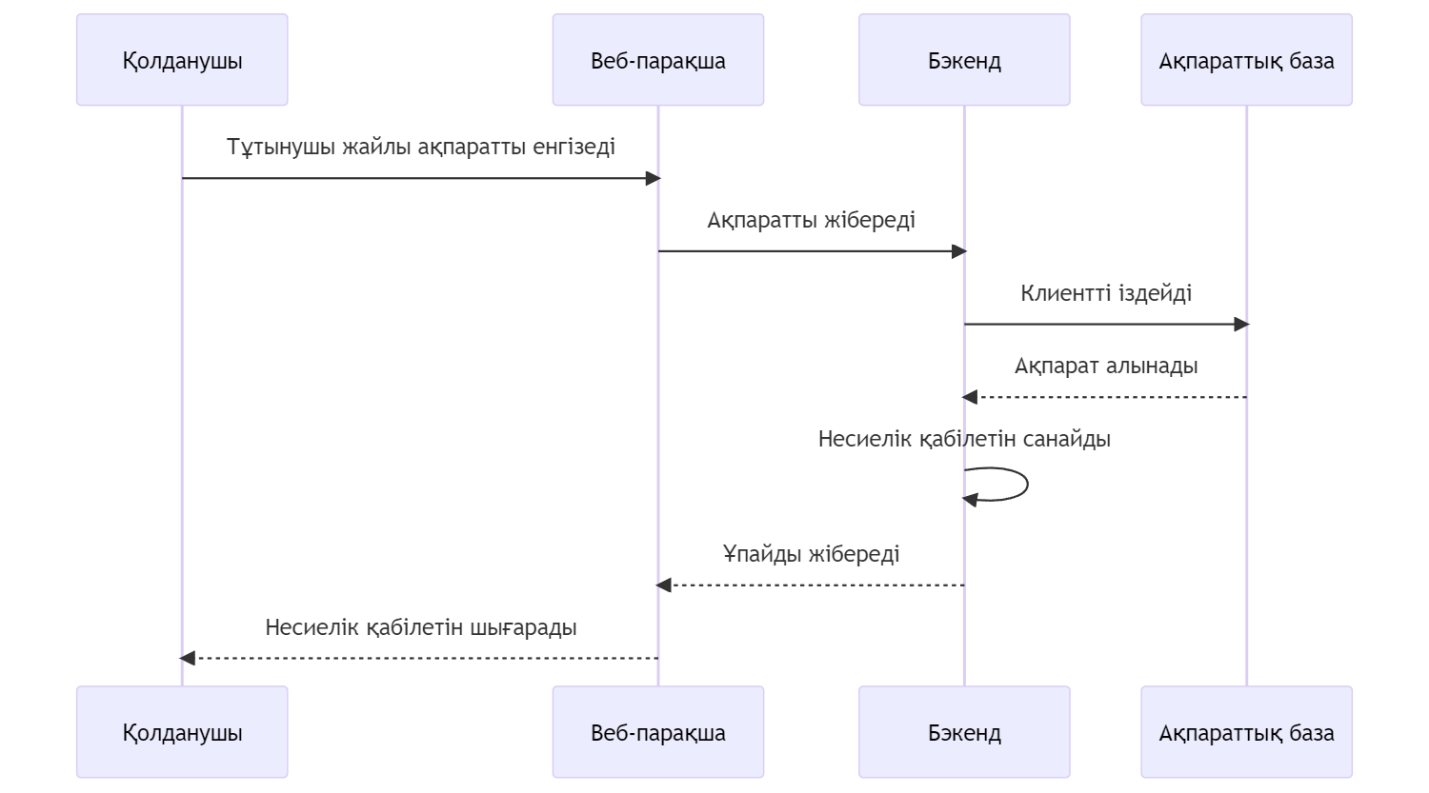 Қолданушы
Веб-парақша
Бэкенд
Ақпараттық база
Тұтынушы жайлы ақпаратты енгізеді
Ақпаратты жібереді
Клиентті іздейді
Ақпарат алынады
Несиелік қабілетін санайды
Ұпайды жібереді
Несиелік қабілетін шығарады
Қолданушы
Веб-парақша
Бэкенд
Ақпараттық база